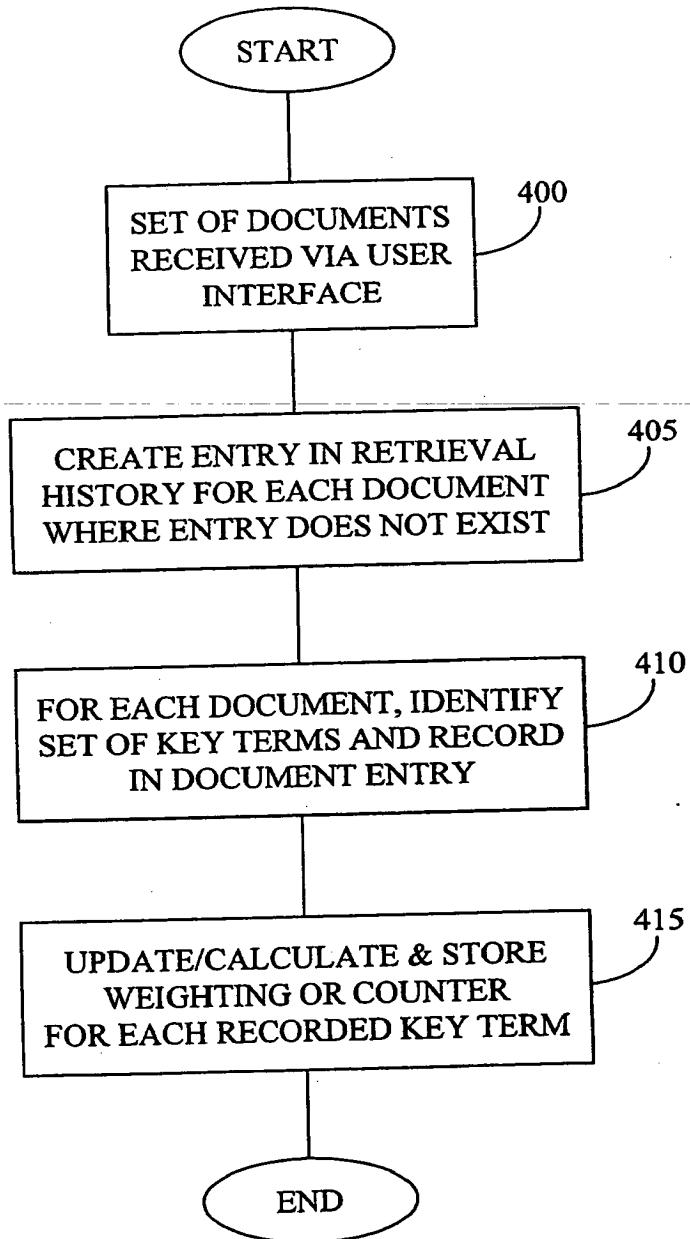 START
SET OF DOCUMENTS
RECEIVED VIA USER
INTERFACE
400
CREATE ENTRY IN RETRIEVAL
HISTORY FOR EACH DOCUMENT
WHERE ENTRY DOES NOT EXIST
405
FOR EACH DOCUMENT, IDENTIFY
SET OF KEY TERMS AND RECORD
IN DOCUMENT ENTRY
410
UPDATE/CALCULATE & STORE
WEIGHTING OR COUNTER
FOR EACH RECORDED KEY TERM
415
END